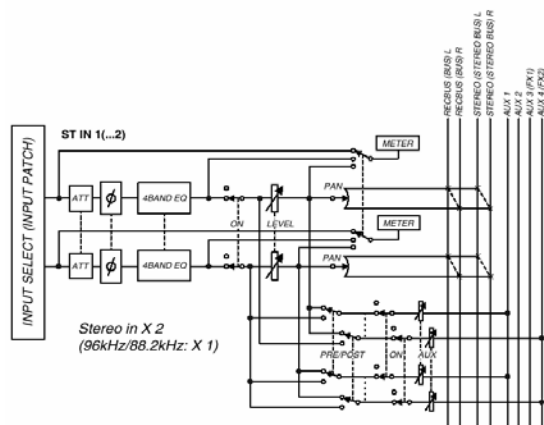 RECBUS (BUS) L
RECBUS (BUS) R
STEREO (STEREO BUS) L
STEREO (STEREO BUS) R
AUX 1
AUX 2
AUX 3 (FX1)
AUX 4 (FX2)
INPUT SELECT (INPUT PATCH)
ST IN 1(...2)
METER
ATT
ϕ
4BAND EQ
ON
LEVEL
PAN
METER
ATT
ϕ
4BAND EQ
PAN
Stereo in X 2
(96kHz/88.2kHz: X 1)
PRE/POST
ON
AUX